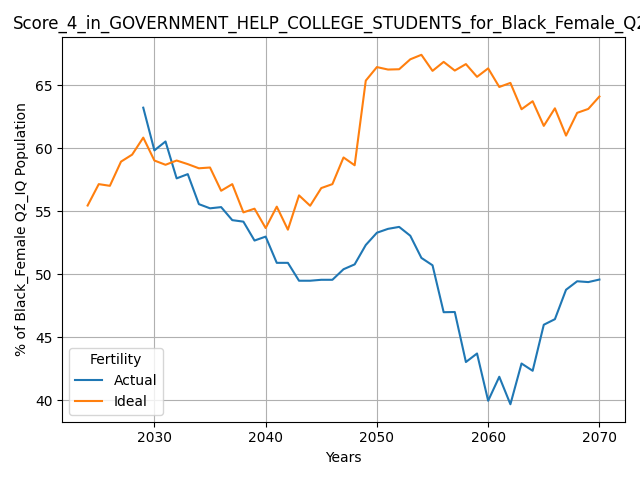 Score_4_in_GOVERNMENT_HELP_COLLEGE_STUDENTS_for_Black_Female_Q2
% of Black_Female Q2_IQ Population
65
60
55
50
45
40
Fertility
Actual
Ideal
2030 2040 2050 2060 2070
Years